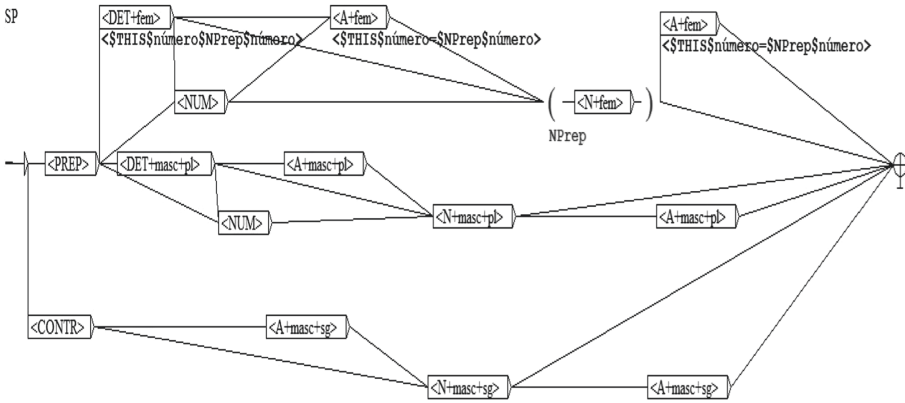 SP
<DET+fem> <A+fem> <A+fem>
<$THIS$número$NPrep$número> <$THIS$número=$NPrep$número> <$THIS$número=$NPrep$número>
<NUM> ( <N+fem> )
NPrep
<PREP> <DET+masc+pl> <A+masc+pl>
<NUM> <N+masc+pl> <A+masc+pl>
<CONTR> <A+masc+sg>
<N+masc+sg> <A+masc+sg>